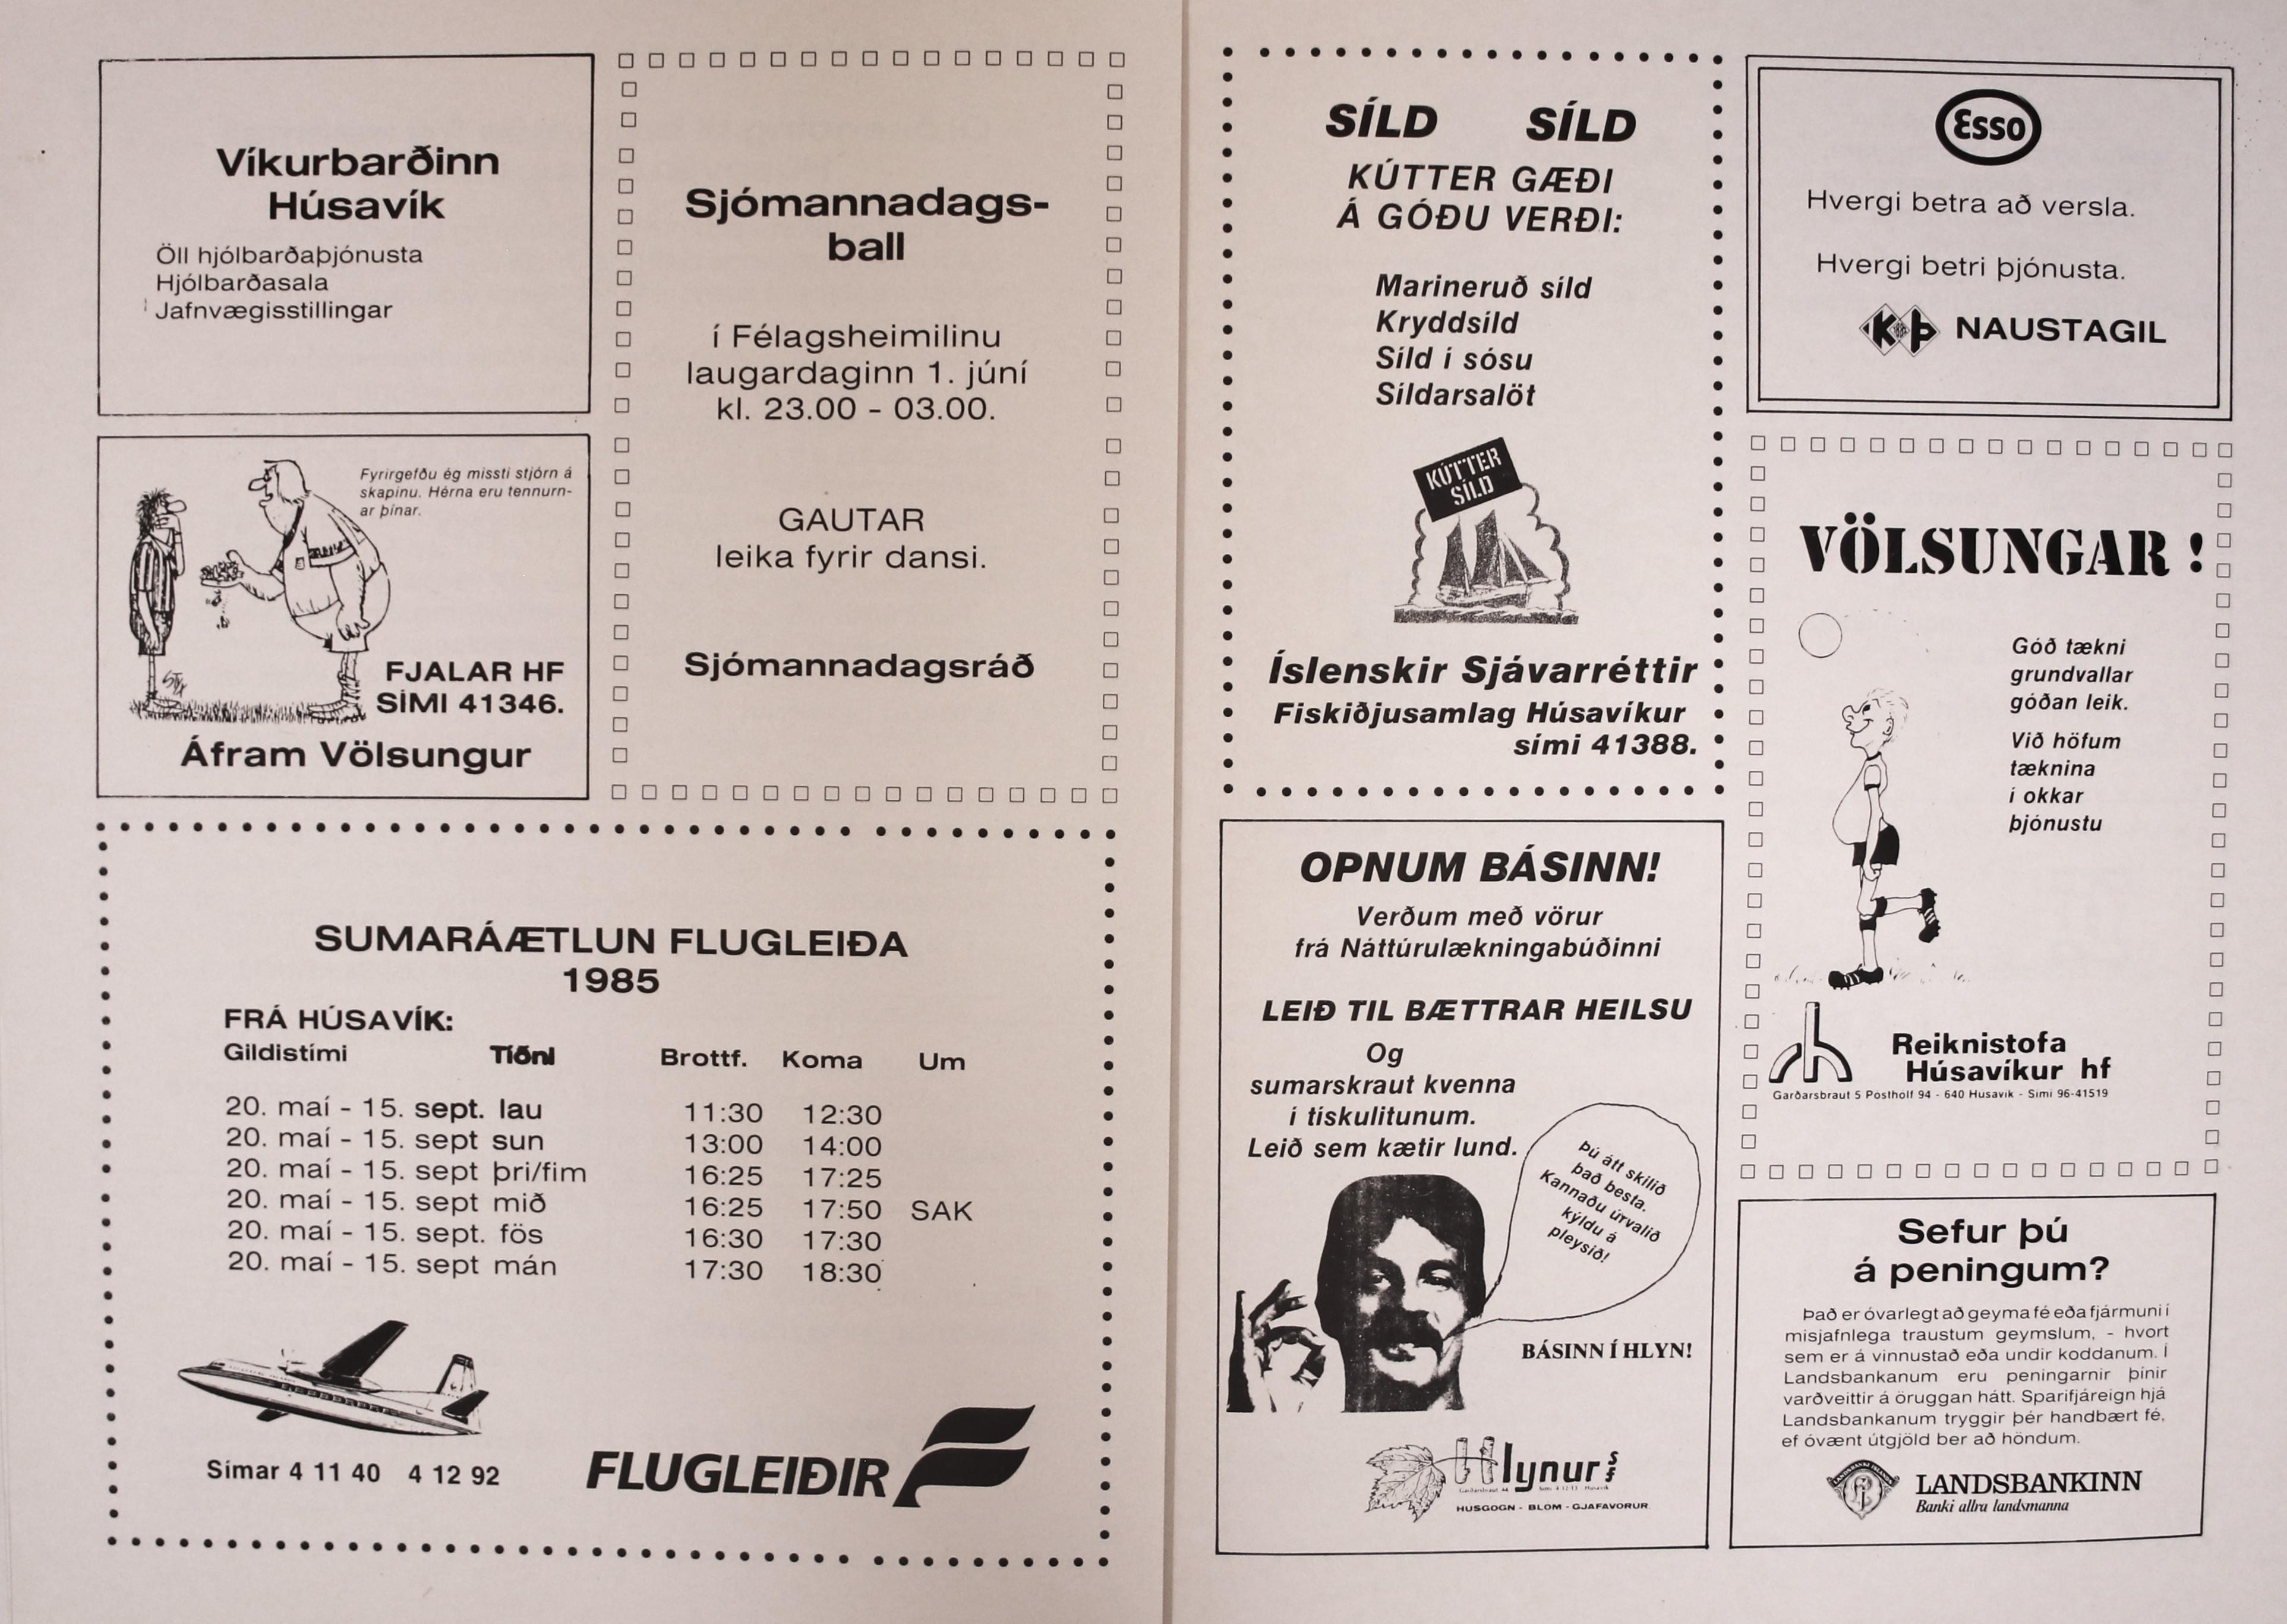 Víkurbarðinn
Húsavík
Öll hjólbarðaþjónusta
Hjólbarðasala
Jafnvægisstillingar
Fyrirgefðu ég missti stjórn á
skapinu. Hérna eru tennurn-
ar þínar.
FJALAR HF
SÍMI 41346.
Áfram Völsungur
Sjómannadags-
ball
í Félagsheimilinu
laugardaginn 1. júní
kl. 23.00 - 03.00.
GAUTAR
leika fyrir dansi.
Sjómannadagsráð
SUMARÁÆTLUN FLUGLEIÐA
1985
FRÁ HÚSAVÍK:
Gildistími Tíðni Brottf. Koma Um
20. maí - 15. sept. lau 11:30 12:30
20. maí - 15. sept sun 13:00 14:00
20. maí - 15. sept þri/fim 16:25 17:25
20. maí - 15. sept mið 16:25 17:50 SAK
20. maí - 15. sept. fös 16:30 17:30
20. maí - 15. sept mán 17:30 18:30
Símar 4 11 40 4 12 92
FLUGLEIÐIR
SÍLD SÍLD
KÚTTER GÆÐI
Á GÓÐU VERÐI:
Marineruð síld
Kryddsíld
Síld í sósu
Síldarsalöt
KÚTTER
SÍLD
Íslenskir Sjávarréttir
Fiskiðjusamlag Húsavíkur
sími 41388.
OPNUM BÁSINN!
Verðum með vörur
frá Náttúrulækningabúðinni
LEIÐ TIL BÆTTRAR HEILSU
Og
sumarskraut kvenna
í tískulitunum.
Leið sem kætir lund.
Þú átt skilið
það besta.
Kannaðu úrvalið
kýldu á
pleysið!
BÁSINN Í HLYN!
Hlynur sf
Garðarsbraut 44 Sími 4 12 13 Húsavík
HÚSGÖGN - BLÓM - GJAFAVÖRUR
Esso
Hvergi betra að versla.
Hvergi betri þjónusta.
KÞ NAUSTAGIL
VÖLSUNGAR !
Góð tækni
grundvallar
góðan leik.
Við höfum
tæknina
í okkar
þjónustu
Reiknistofa
Húsavíkur hf
Garðarsbraut 5 Pósthólf 94 - 640 Húsavík - Sími 96-41519
Sefur þú
á peningum?
Það er óvarlegt að geyma fé eða fjármuni í
misjafnlega traustum geymslum, - hvort
sem er á vinnustað eða undir koddanum. Í
Landsbankanum eru peningarnir þínir
varðveittir á öruggan hátt. Sparifjáreign hjá
Landsbankanum tryggir þér handbært fé,
ef óvænt útgjöld ber að höndum.
LANDSBANKINN
Banki allra landsmanna